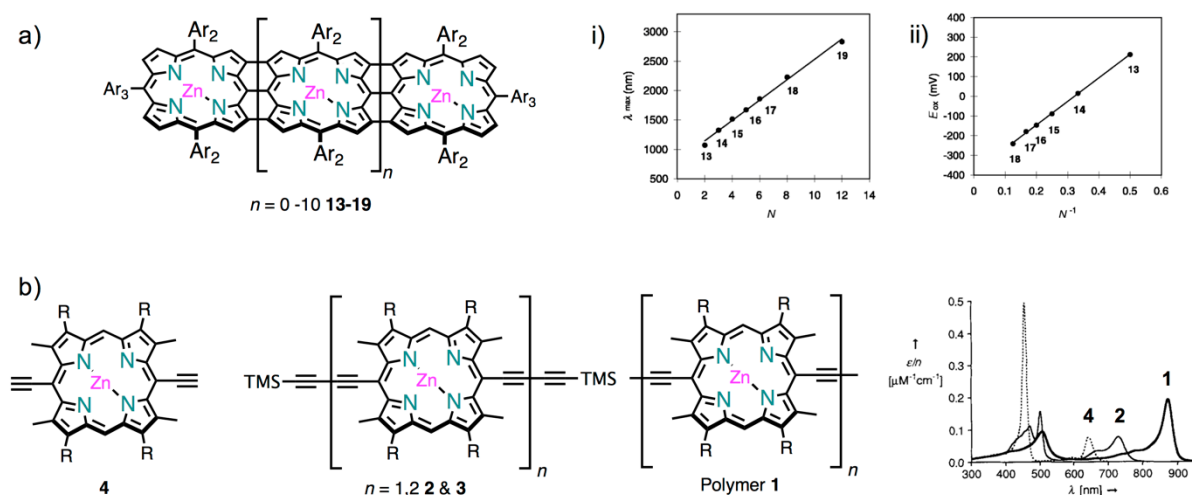 a)
Ar2 Ar2 Ar2
Ar3 N N N N N N Ar3
Zn Zn Zn
N N N N N N
Ar2 Ar2 Ar2
n
n = 0 -10 13-19
i)
λ max (nm)
3000
2500
2000
1500
1000
500
0 2 4 6 8 10 12 14
N
13 14 15 16 17 18 19
ii)
E ox (mV)
400
300
200
100
0
-100
-200
-300
-400
0 0.1 0.2 0.3 0.4 0.5 0.6
N -1
18 17 16 15 14 13
b)
R R
N N
Zn
N N
R R
4
R R
N N
TMS Zn TMS
N N
R R
n
n = 1,2 2 & 3
R R
N N
Zn
N N
R R
n
Polymer 1
0.5
0.4
0.3
0.2
0.1
0.0
↑
ε/n
[μM-1cm-1]
4 2 1
300 400 500 600 700 800 900
λ [nm] →